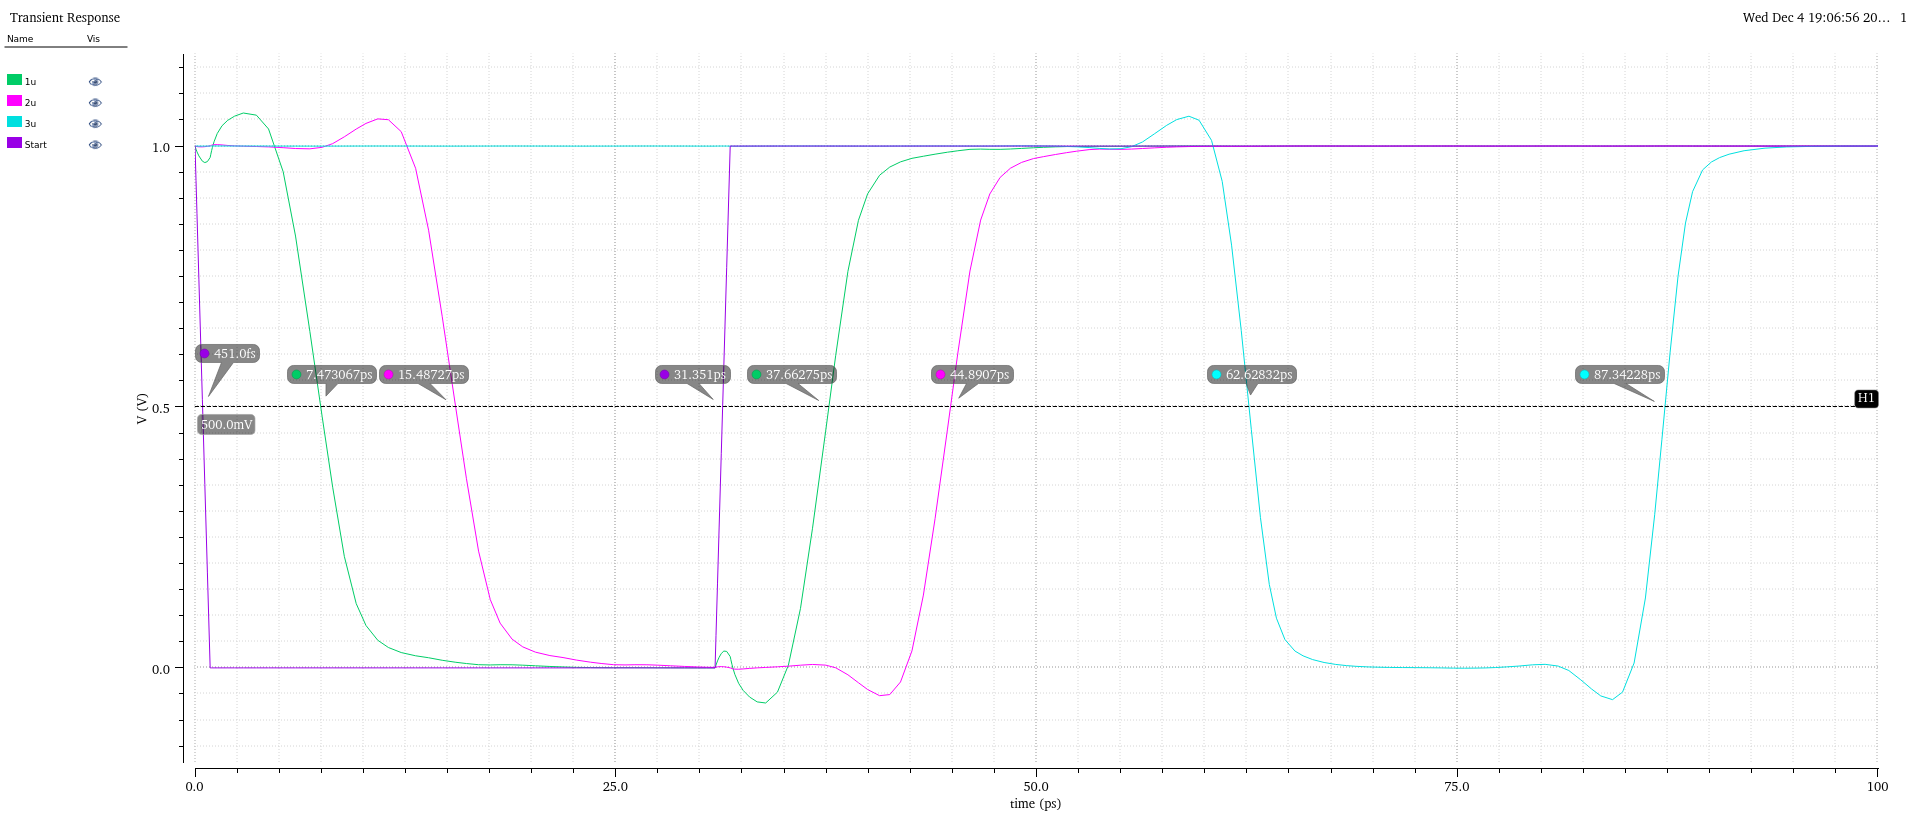 Transient Response
Wed Dec 4 19:06:56 20... 1
Name Vis
1u
2u
3u
Start
1.0
0.5
0.0
V (V)
451.0fs
7.473067ps
15.48727ps
31.351ps
37.66275ps
44.8907ps
62.62832ps
87.34228ps
H1
500.0mV
0.0 25.0 50.0 75.0 100
time (ps)